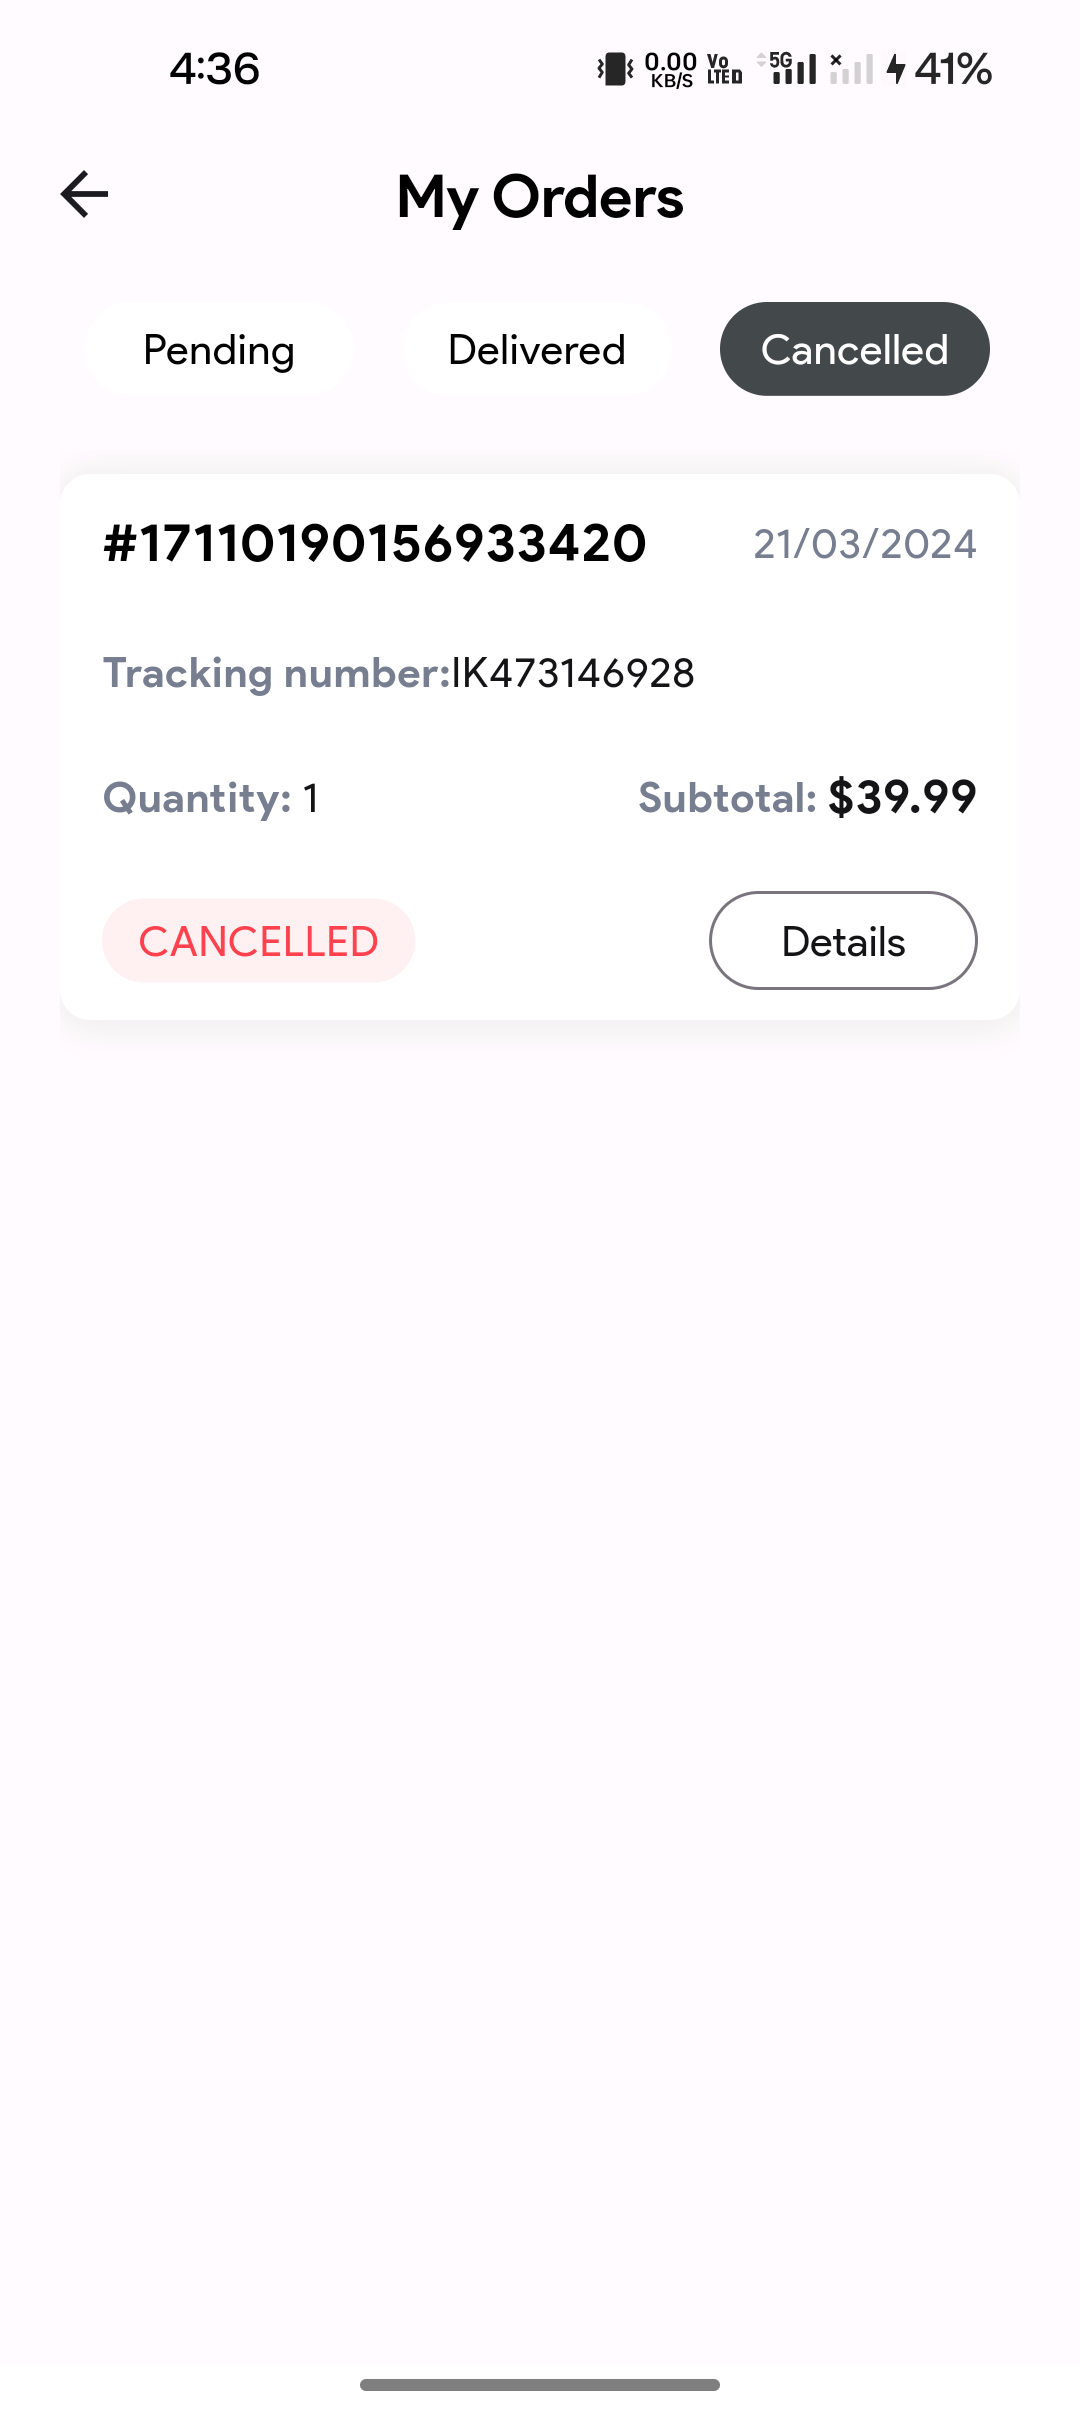 4:36
0.00 KB/S Vo LTE D 5G 41%
My Orders
Pending Delivered Cancelled
#17110190156933420 21/03/2024
Tracking number:IK473146928
Quantity: 1 Subtotal: $39.99
CANCELLED Details